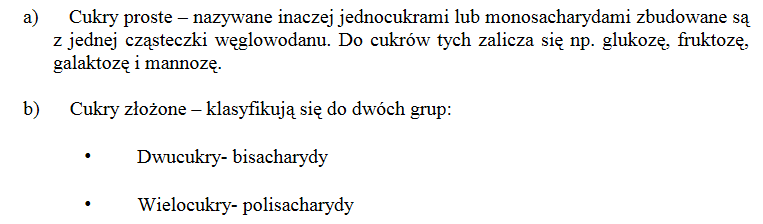 a) Cukry proste – nazywane inaczej jednocukrami lub monosacharydami zbudowane są
z jednej cząsteczki węglowodanu. Do cukrów tych zalicza się np. glukozę, fruktozę,
galaktozę i mannozę.
b) Cukry złożone – klasyfikują się do dwóch grup:
• Dwucukry- bisacharydy
• Wielocukry- polisacharydy